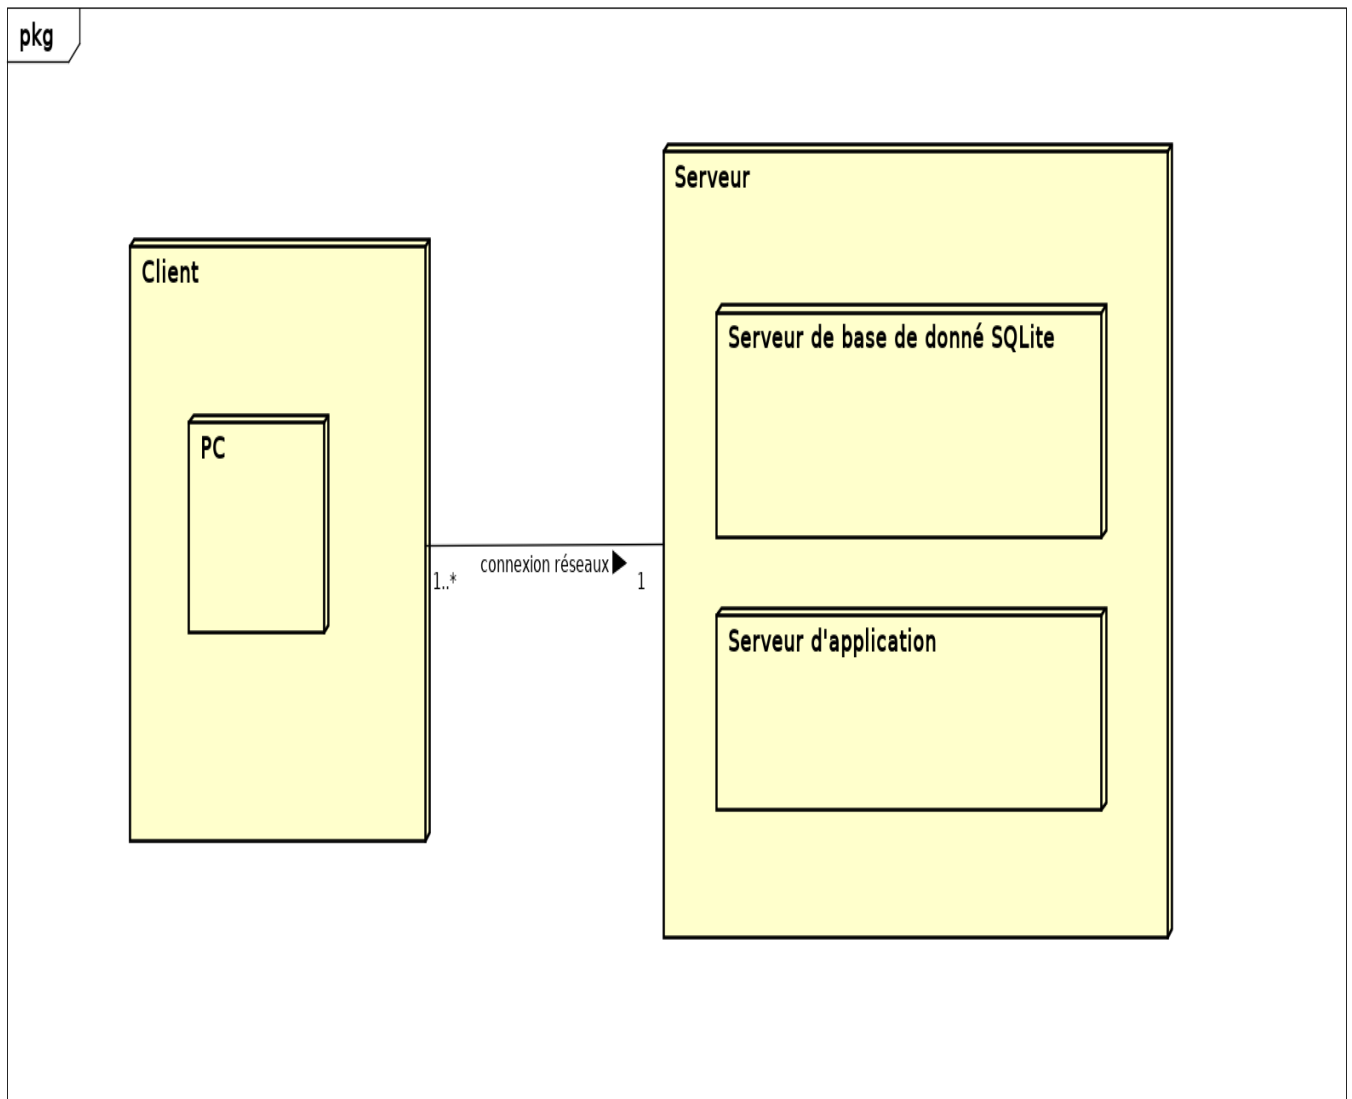 pkg
Serveur
Client
Serveur de base de donné SQLite
PC
connexion réseaux
1..*
1
Serveur d'application